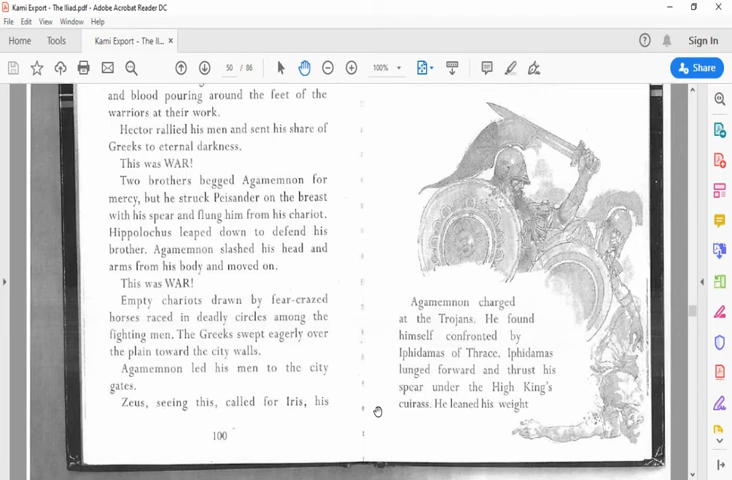 Kami Export - The Iliad.pdf - Adobe Acrobat Reader DC
File Edit View Window Help
Home Tools Kami Export - The Il... × Sign In
50 / 86 100% Share
and blood pouring around the feet of the
warriors at their work.
Hector rallied his men and sent his share of
Greeks to eternal darkness.
This was WAR!
Two brothers begged Agamemnon for
mercy, but he struck Peisander on the breast
with his spear and flung him from his chariot.
Hippolochus leaped down to defend his
brother. Agamemnon slashed his head and
arms from his body and moved on.
This was WAR!
Empty chariots drawn by fear-crazed
horses raced in deadly circles among the
fighting men. The Greeks swept eagerly over
the plain toward the city walls.
Agamemnon led his men to the city
gates.
Zeus, seeing this, called for Iris, his
100
Agamemnon charged
at the Trojans. He found
himself confronted by
Iphidamas of Thrace. Iphidamas
lunged forward and thrust his
spear under the High King's
cuirass. He leaned his weight